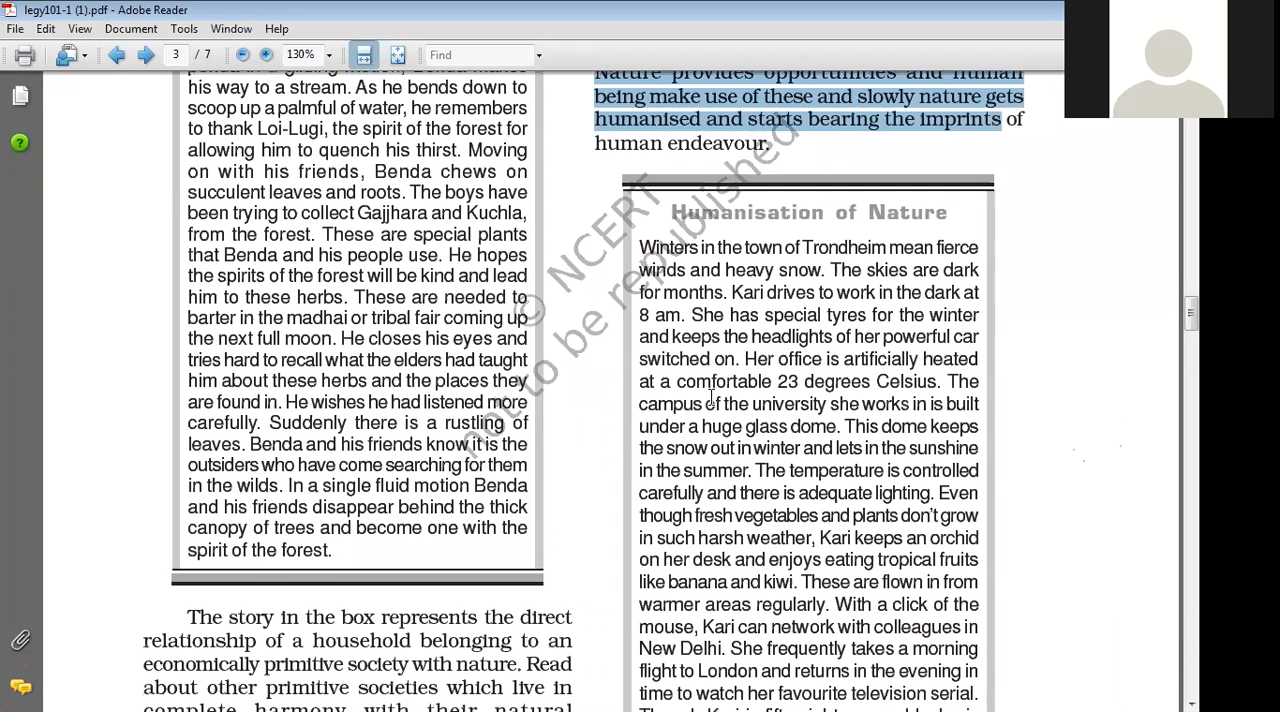 legy101-1 (1).pdf - Adobe Reader
File Edit View Document Tools Window Help
3 / 7 130% Find
his way to a stream. As he bends down to
scoop up a palmful of water, he remembers
to thank Loi-Lugi, the spirit of the forest for
allowing him to quench his thirst. Moving
on with his friends, Benda chews on
succulent leaves and roots. The boys have
been trying to collect Gajjhara and Kuchla,
from the forest. These are special plants
that Benda and his people use. He hopes
the spirits of the forest will be kind and lead
him to these herbs. These are needed to
barter in the madhai or tribal fair coming up
the next full moon. He closes his eyes and
tries hard to recall what the elders had taught
him about these herbs and the places they
are found in. He wishes he had listened more
carefully. Suddenly there is a rustling of
leaves. Benda and his friends know it is the
outsiders who have come searching for them
in the wilds. In a single fluid motion Benda
and his friends disappear behind the thick
canopy of trees and become one with the
spirit of the forest.
The story in the box represents the direct
relationship of a household belonging to an
economically primitive society with nature. Read
about other primitive societies which live in
complete harmony with their natural
Nature provides opportunities and human
being make use of these and slowly nature gets
humanised and starts bearing the imprints of
human endeavour.
Humanisation of Nature
Winters in the town of Trondheim mean fierce
winds and heavy snow. The skies are dark
for months. Kari drives to work in the dark at
8 am. She has special tyres for the winter
and keeps the headlights of her powerful car
switched on. Her office is artificially heated
at a comfortable 23 degrees Celsius. The
campus of the university she works in is built
under a huge glass dome. This dome keeps
the snow out in winter and lets in the sunshine
in the summer. The temperature is controlled
carefully and there is adequate lighting. Even
though fresh vegetables and plants don't grow
in such harsh weather, Kari keeps an orchid
on her desk and enjoys eating tropical fruits
like banana and kiwi. These are flown in from
warmer areas regularly. With a click of the
mouse, Kari can network with colleagues in
New Delhi. She frequently takes a morning
flight to London and returns in the evening in
time to watch her favourite television serial.
© NCERT
not to be republished